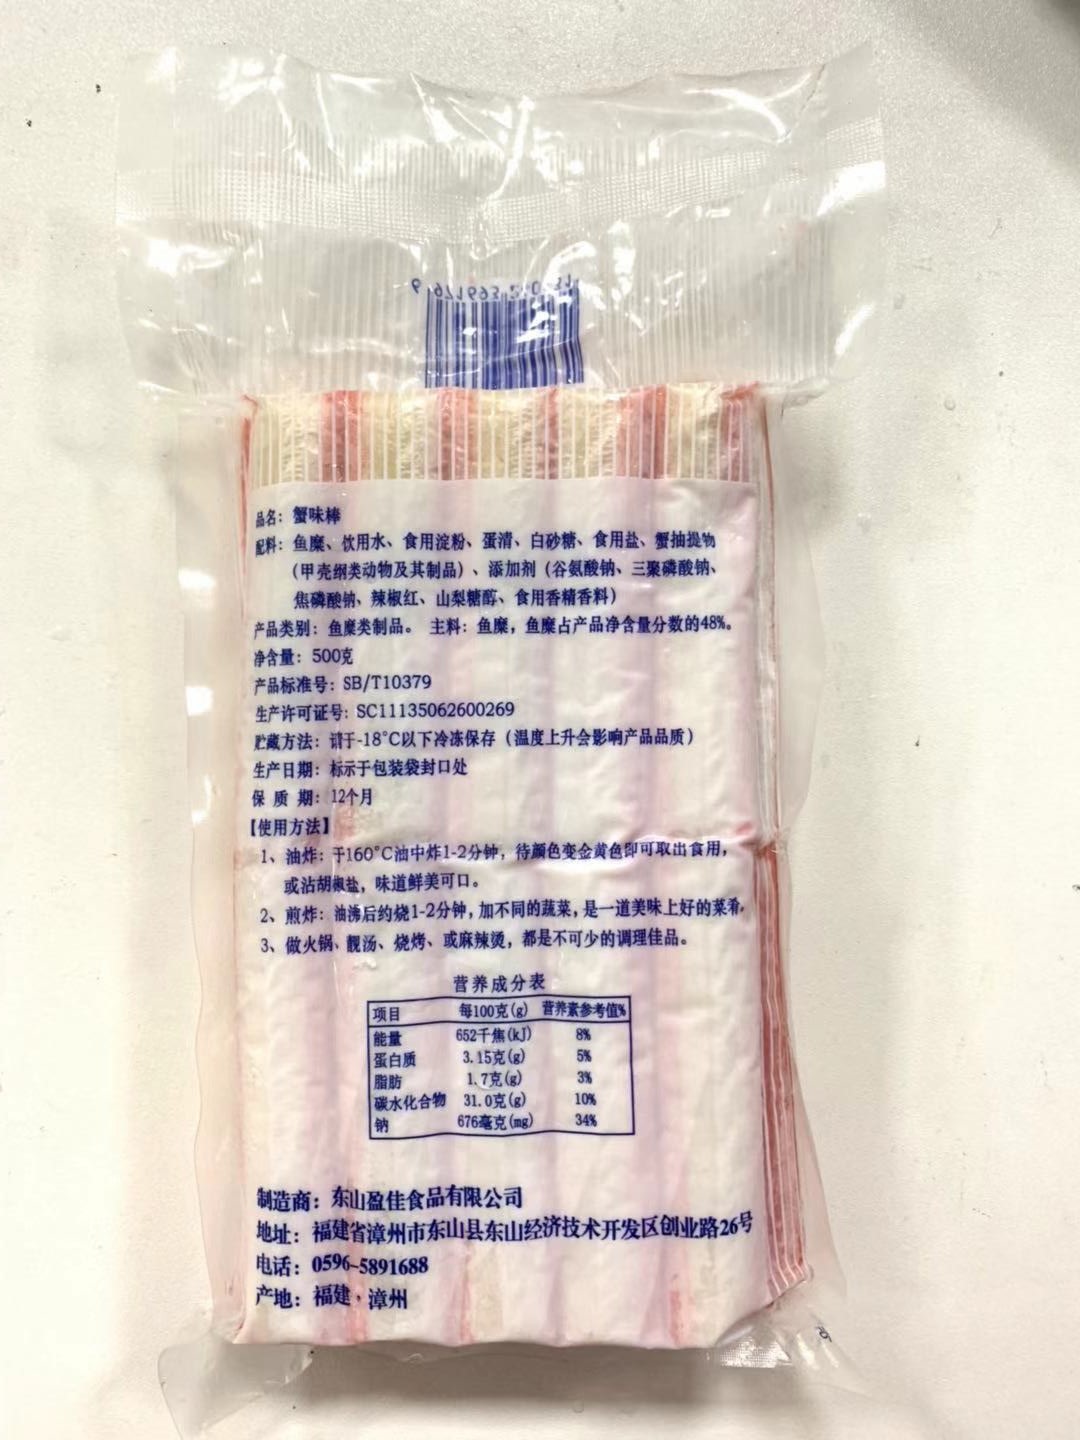 品名：蟹味棒
配料：鱼糜、饮用水、食用淀粉、蛋清、白砂糖、食用盐、蟹抽提物
（甲壳纲类动物及其制品）、添加剂（谷氨酸钠、三聚磷酸钠、
焦磷酸钠、辣椒红、山梨糖醇、食用香精香料）
产品类别：鱼糜类制品。 主料：鱼糜，鱼糜占产品净含量分数的48%。
净含量：500克
产品标准号：SB/T10379
生产许可证号：SC11135062600269
贮藏方法：请于-18°C以下冷冻保存（温度上升会影响产品品质）
生产日期：标示于包装袋封口处
保 质 期：12个月
【使用方法】
1、油炸：于160°C油中炸1-2分钟，待颜色变金黄色即可取出食用，
或沾胡椒盐，味道鲜美可口。
2、煎炸：油沸后约烧1-2分钟，加不同的蔬菜，是一道美味上好的菜肴。
3、做火锅、靓汤、烧烤、或麻辣烫，都是不可少的调理佳品。
营养成分表
项目 每100克(g) 营养素参考值%
能量 652千焦(kJ) 8%
蛋白质 3.15克(g) 5%
脂肪 1.7克(g) 3%
碳水化合物 31.0克(g) 10%
钠 676毫克(mg) 34%
制造商：东山盈佳食品有限公司
地址：福建省漳州市东山县东山经济技术开发区创业路26号
电话：0596-5891688
产地：福建·漳州